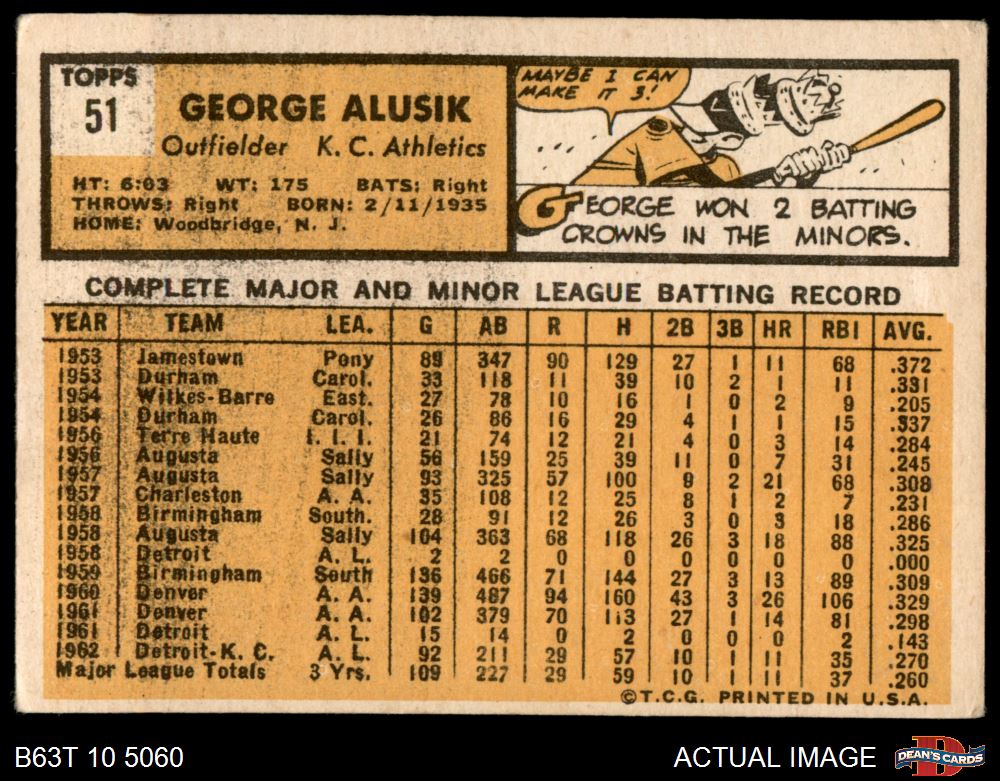 TOPPS
51
GEORGE ALUSIK
Outfielder K. C. Athletics
HT: 6:03 WT: 175 BATS: Right
THROWS: Right BORN: 2/11/1935
HOME: Woodbridge, N. J.
MAYBE I CAN
MAKE IT 3!
GEORGE WON 2 BATTING
CROWNS IN THE MINORS.
COMPLETE MAJOR AND MINOR LEAGUE BATTING RECORD
YEAR TEAM LEA. G AB R H 2B 3B HR RBI AVG.
1953 Jamestown Pony 89 347 90 129 27 1 11 68 .372
1953 Durham Carol. 33 118 11 39 10 2 1 11 .331
1954 Wilkes-Barre East. 27 78 10 16 1 0 2 9 .205
1954 Durham Carol. 26 86 16 29 4 1 1 15 .337
1956 Terre Haute I. I. I. 21 74 12 21 4 0 3 14 .284
1956 Augusta Sally 56 159 25 39 11 0 7 31 .245
1957 Augusta Sally 93 325 57 100 9 2 21 68 .308
1957 Charleston A. A. 35 108 12 25 8 1 2 7 .231
1958 Birmingham South. 28 91 12 26 3 0 3 18 .286
1958 Augusta Sally 104 363 68 118 26 3 18 88 .325
1958 Detroit A. L. 2 2 0 0 0 0 0 0 .000
1959 Birmingham South 136 466 71 144 27 3 13 89 .309
1960 Denver A. A. 139 487 94 160 43 3 26 106 .329
1961 Denver A. A. 102 379 70 113 27 1 14 81 .298
1961 Detroit A. L. 15 14 0 2 0 0 0 2 .143
1962 Detroit-K. C. A. L. 92 211 29 57 10 1 11 35 .270
Major League Totals 3 Yrs. 109 227 29 59 10 1 11 37 .260
©T.C.G. PRINTED IN U.S.A.
B63T 10 5060 ACTUAL IMAGE
DEAN'S CARDS